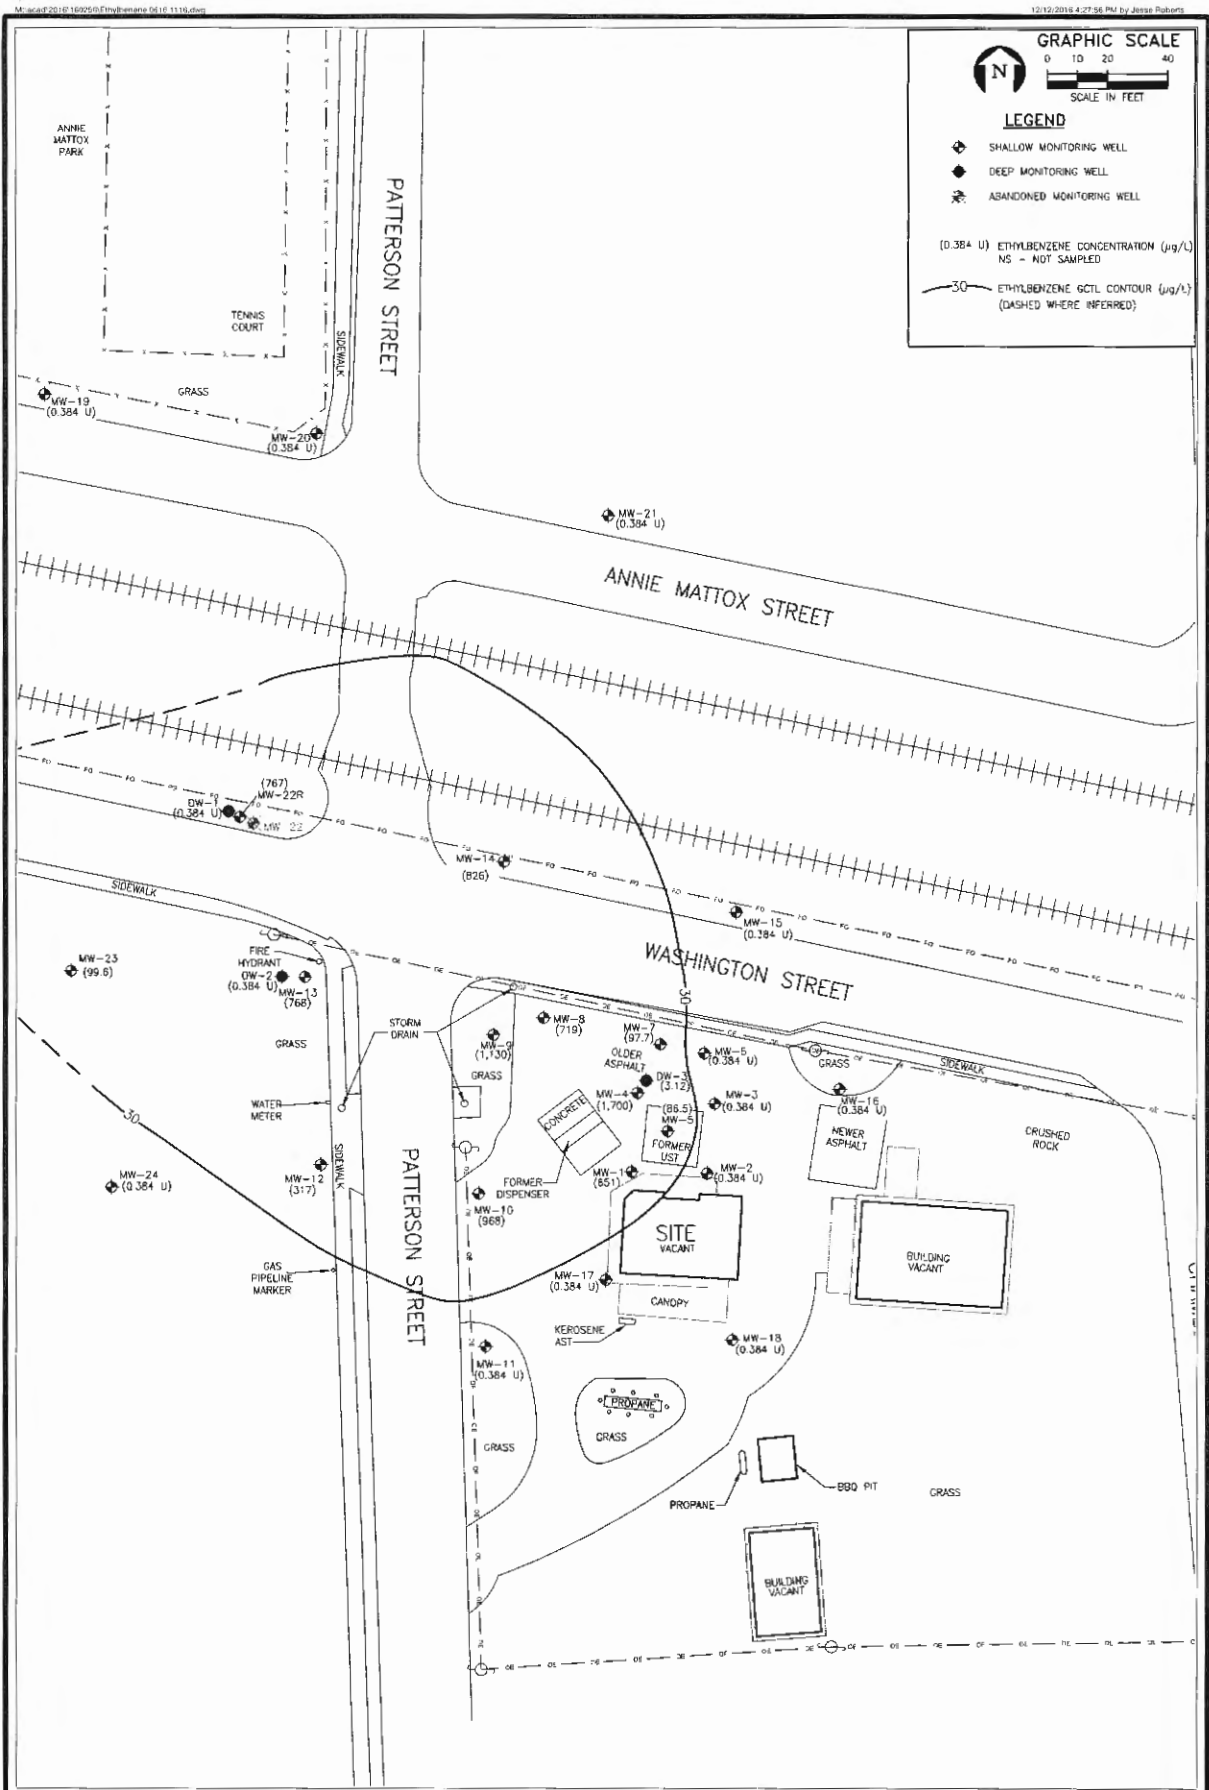 12/12/2016 4:27:56 PM by Jesse Roberts
GRAPHIC SCALE
0 10 20 40
SCALE IN FEET
N
LEGEND
SHALLOW MONITORING WELL
DEEP MONITORING WELL
ABANDONED MONITORING WELL
(0.384 U) ETHYLBENZENE CONCENTRATION (µg/L)
NS - NOT SAMPLED
30 ETHYLBENZENE GCTL CONTOUR (µg/L)
(DASHED WHERE INFERRED)
ANNIE
MATTOX
PARK
PATTERSON STREET
TENNIS
COURT
SIDEWALK
GRASS
MW-19
(0.384 U)
MW-20
(0.384 U)
MW-21
(0.384 U)
ANNIE MATTOX STREET
(767)
MW-22R
DW-1
(0.384 U)
MW-22
MW-14
(826)
SIDEWALK
MW-15
(0.384 U)
WASHINGTON STREET
FIRE
HYDRANT
MW-23
(99.6)
DW-2
(0.384 U)
MW-13
(768)
30
STORM
DRAIN
MW-8
(719)
MW-7
(97.7)
MW-9
(1,130)
GRASS
OLDER
ASPHALT
MW-6
(0.384 U)
GRASS
SIDEWALK
GRASS
DW-3
(3.12)
MW-4
(1,700)
MW-3
(0.384 U)
MW-16
(0.384 U)
WATER
METER
30
CONCRETE
(86.5)
MW-5
FORMER
UST
NEWER
ASPHALT
CRUSHED
ROCK
SIDEWALK
MW-24
(0.384 U)
MW-12
(317)
FORMER
DISPENSER
MW-1
(851)
MW-2
(0.384 U)
MW-10
(968)
PATTERSON STREET
SITE
VACANT
BUILDING
VACANT
GAS
PIPELINE
MARKER
MW-17
(0.384 U)
CANOPY
KEROSENE
AST
MW-18
(0.384 U)
MW-11
(0.384 U)
PROPANE
GRASS
GRASS
BBQ PIT
PROPANE
GRASS
BUILDING
VACANT